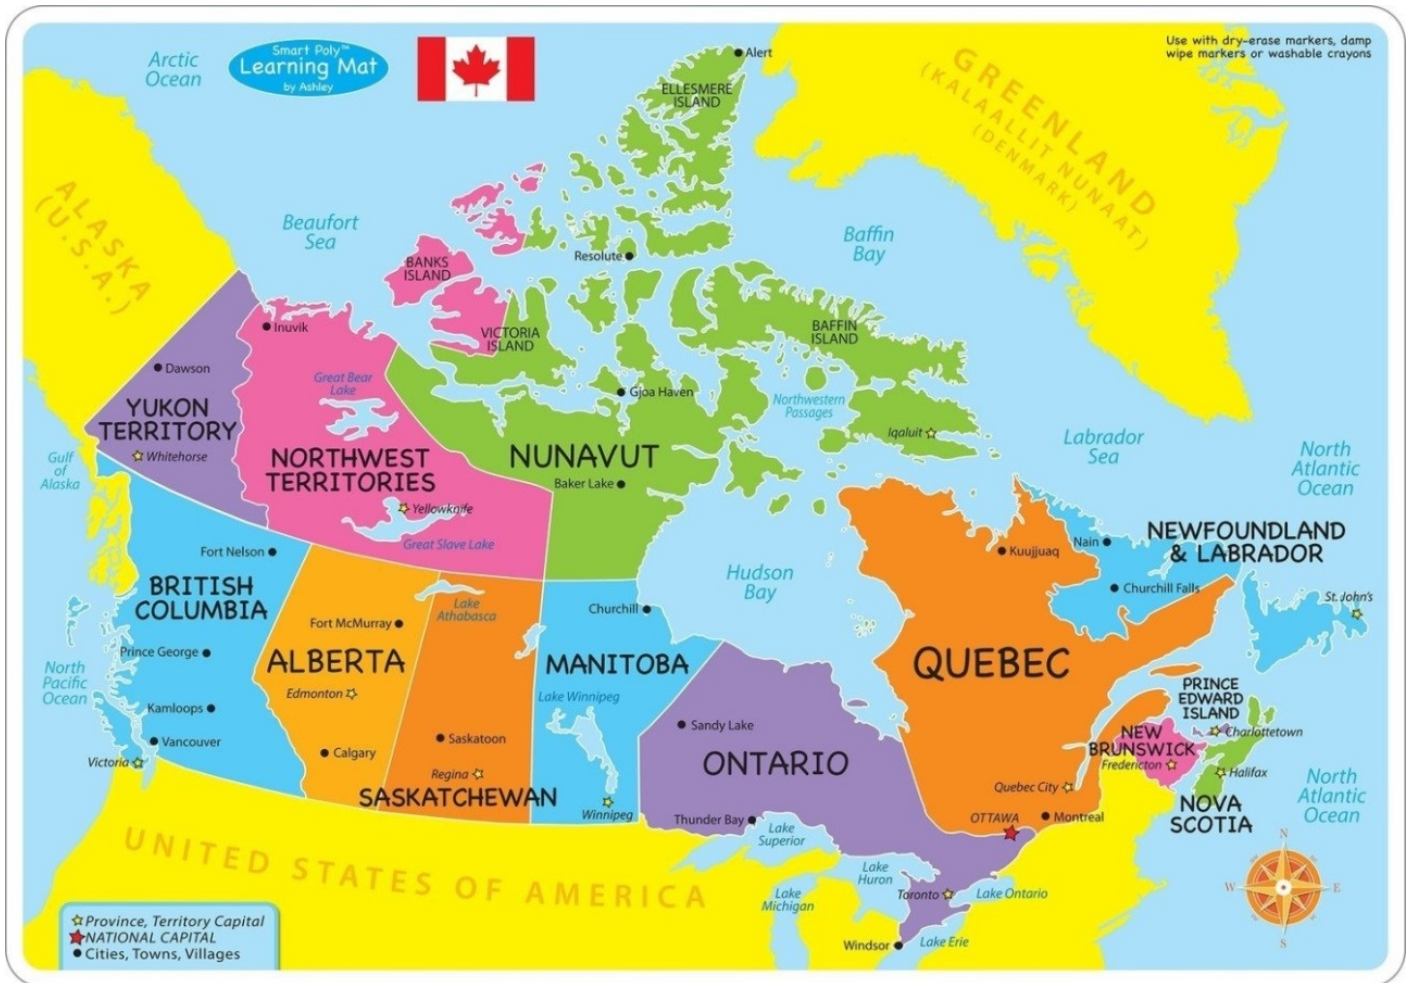 Smart Poly™
Learning Mat
by Ashley
Use with dry-erase markers, damp
wipe markers or washable crayons
Arctic
Ocean
Alert
ELLESMERE
ISLAND
GREENLAND
(KALAALLIT NUNAAT)
(DENMARK)
ALASKA
(U.S.A.)
Beaufort
Sea
Baffin
Bay
Resolute
BANKS
ISLAND
VICTORIA
ISLAND
BAFFIN
ISLAND
Inuvik
Dawson
Great Bear
Lake
Gjoa Haven
Northwestern
Passages
YUKON
TERRITORY
Whitehorse
Gulf
of
Alaska
NORTHWEST
TERRITORIES
Yellowknife
Great Slave Lake
NUNAVUT
Baker Lake
Iqaluit
Labrador
Sea
North
Atlantic
Ocean
Fort Nelson
BRITISH
COLUMBIA
Prince George
Kamloops
Vancouver
Victoria
North
Pacific
Ocean
Fort McMurray
ALBERTA
Edmonton
Calgary
Lake
Athabasca
Saskatoon
Regina
SASKATCHEWAN
Churchill
MANITOBA
Lake Winnipeg
Winnipeg
Hudson
Bay
Sandy Lake
ONTARIO
Thunder Bay
Lake
Superior
Lake
Huron
Lake
Michigan
Toronto
Lake Ontario
Windsor
Lake Erie
Kuujjuaq
QUEBEC
Quebec City
OTTAWA
Montreal
Nain
NEWFOUNDLAND
& LABRADOR
Churchill Falls
St. John's
PRINCE
EDWARD
ISLAND
Charlottetown
NEW
BRUNSWICK
Fredericton
Halifax
NOVA
SCOTIA
North
Atlantic
Ocean
UNITED STATES OF AMERICA
N
W
E
S
Province, Territory Capital
NATIONAL CAPITAL
Cities, Towns, Villages